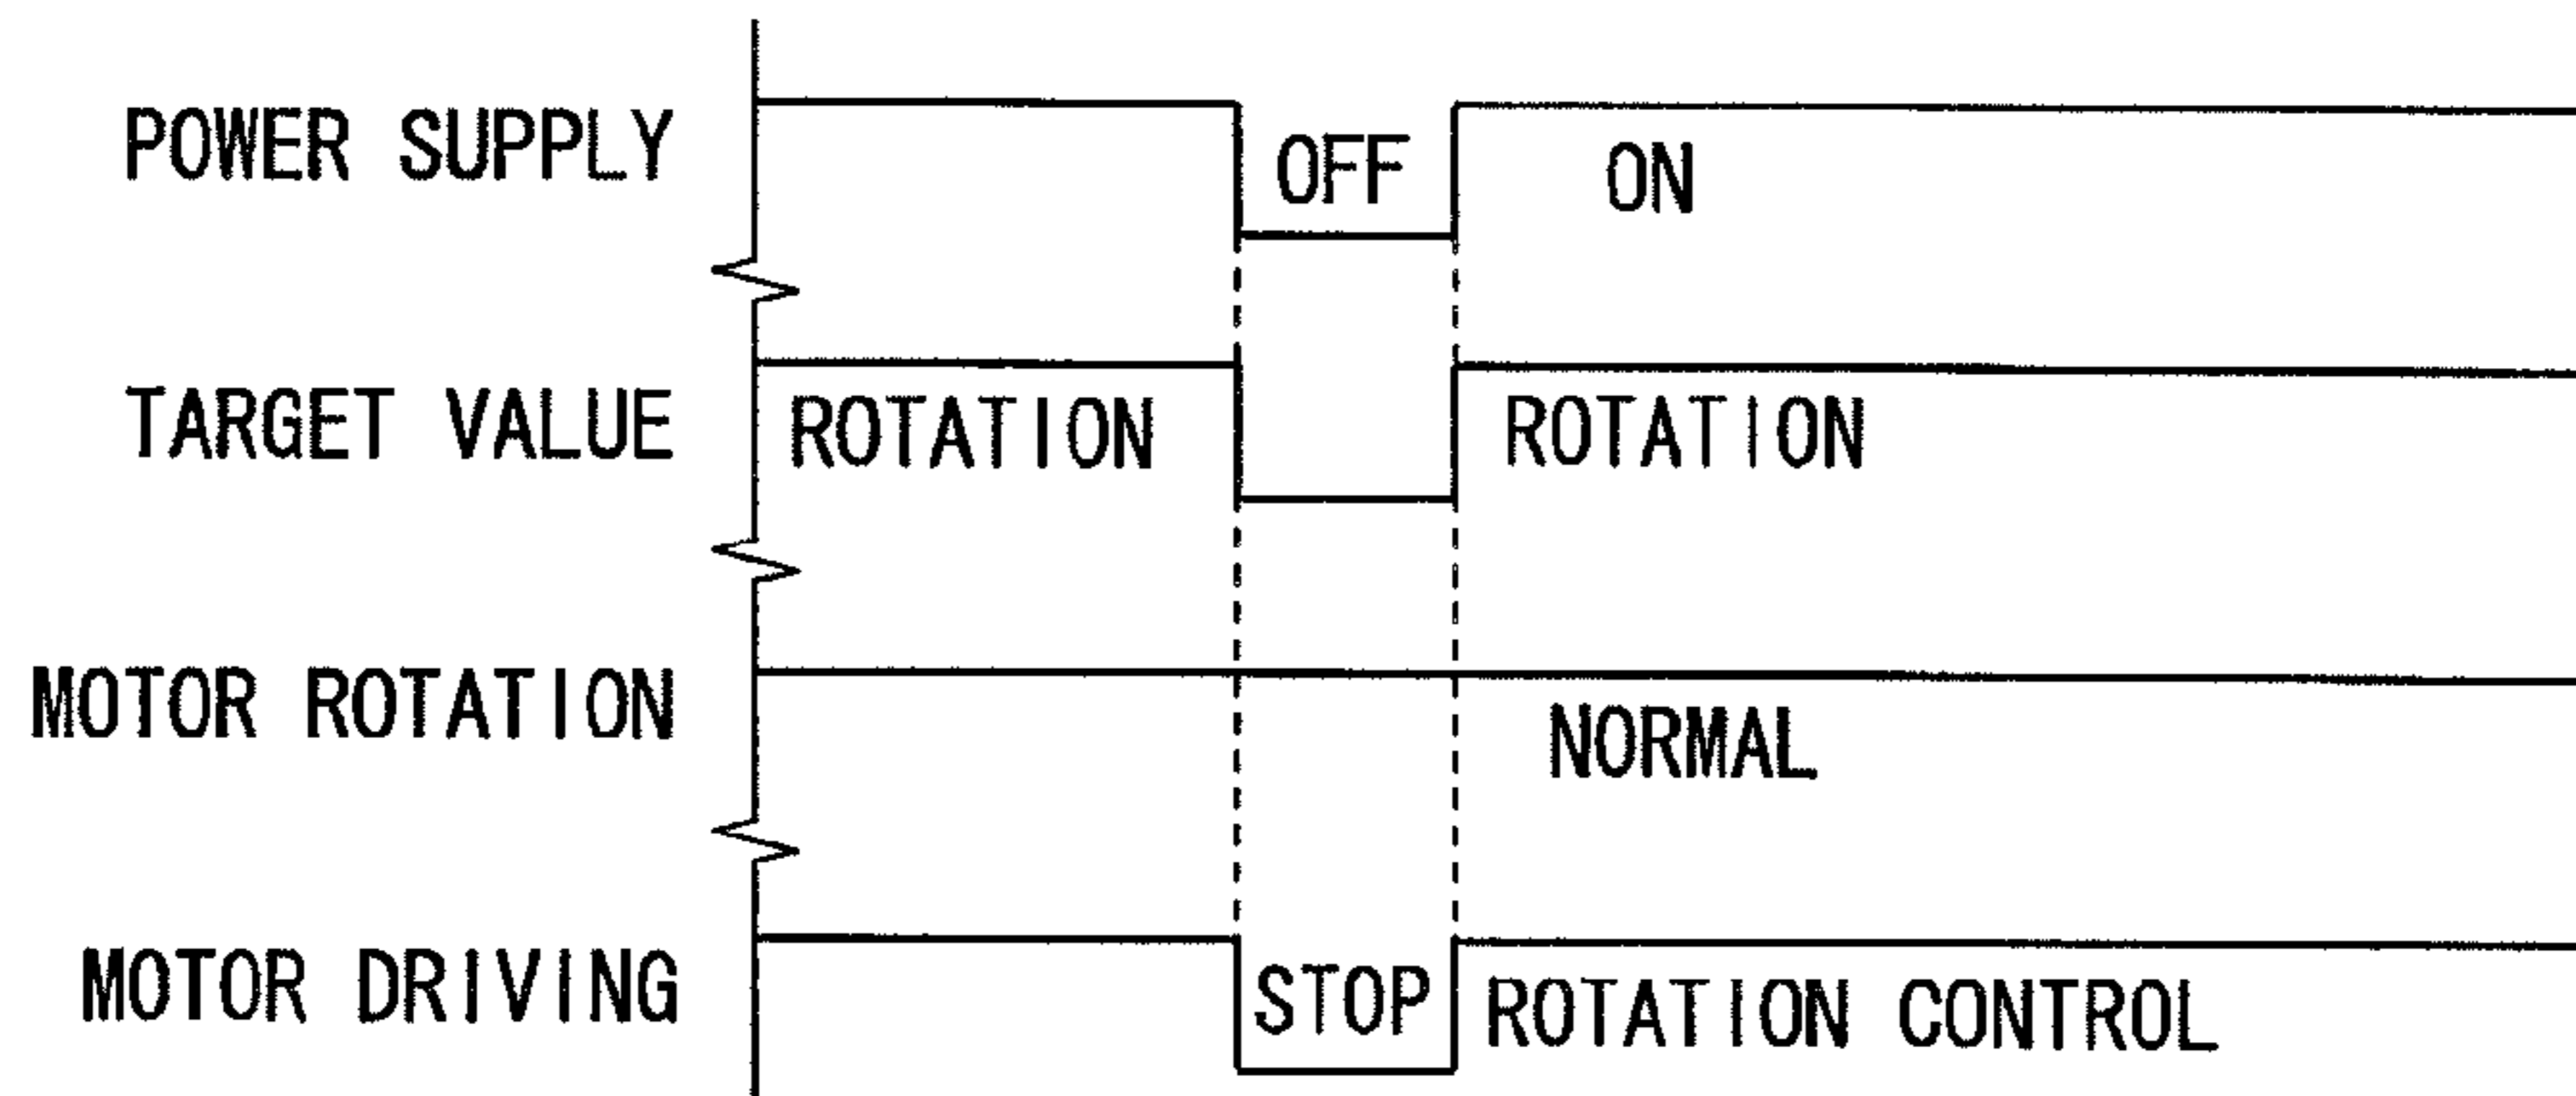 POWER SUPPLY
OFF
ON
TARGET VALUE
ROTATION
ROTATION
MOTOR ROTATION
NORMAL
MOTOR DRIVING
STOP
ROTATION CONTROL